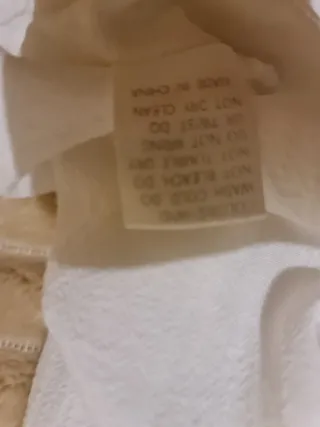 WASH COLD DO
NOT BLEACH DO
NOT TUMBLE DRY
DO NOT WRING
OR TWIST DO
NOT DRY CLEAN
MADE IN CHINA